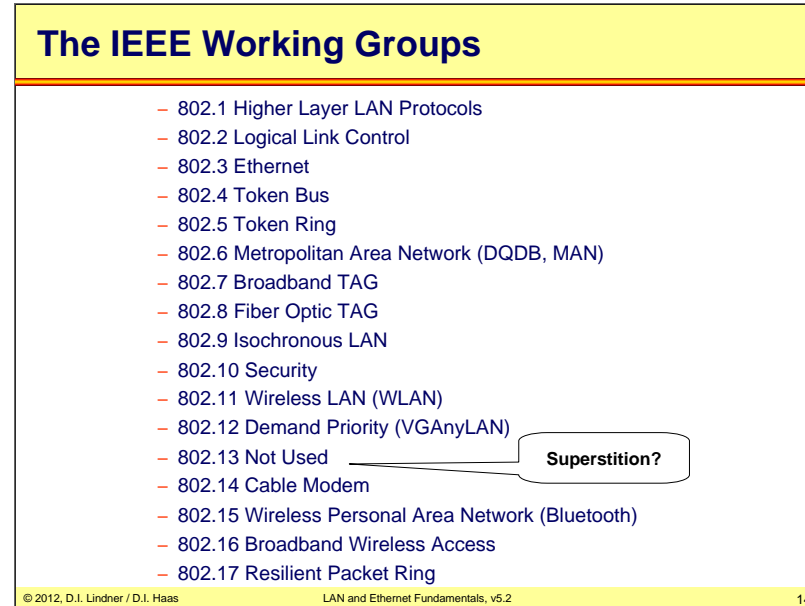 The IEEE Working Groups
– 802.1 Higher Layer LAN Protocols
– 802.2 Logical Link Control
– 802.3 Ethernet
– 802.4 Token Bus
– 802.5 Token Ring
– 802.6 Metropolitan Area Network (DQDB, MAN)
– 802.7 Broadband TAG
– 802.8 Fiber Optic TAG
– 802.9 Isochronous LAN
– 802.10 Security
– 802.11 Wireless LAN (WLAN)
– 802.12 Demand Priority (VGAnyLAN)
– 802.13 Not Used
Superstition?
– 802.14 Cable Modem
– 802.15 Wireless Personal Area Network (Bluetooth)
– 802.16 Broadband Wireless Access
– 802.17 Resilient Packet Ring
© 2012, D.I. Lindner / D.I. Haas
LAN and Ethernet Fundamentals, v5.2